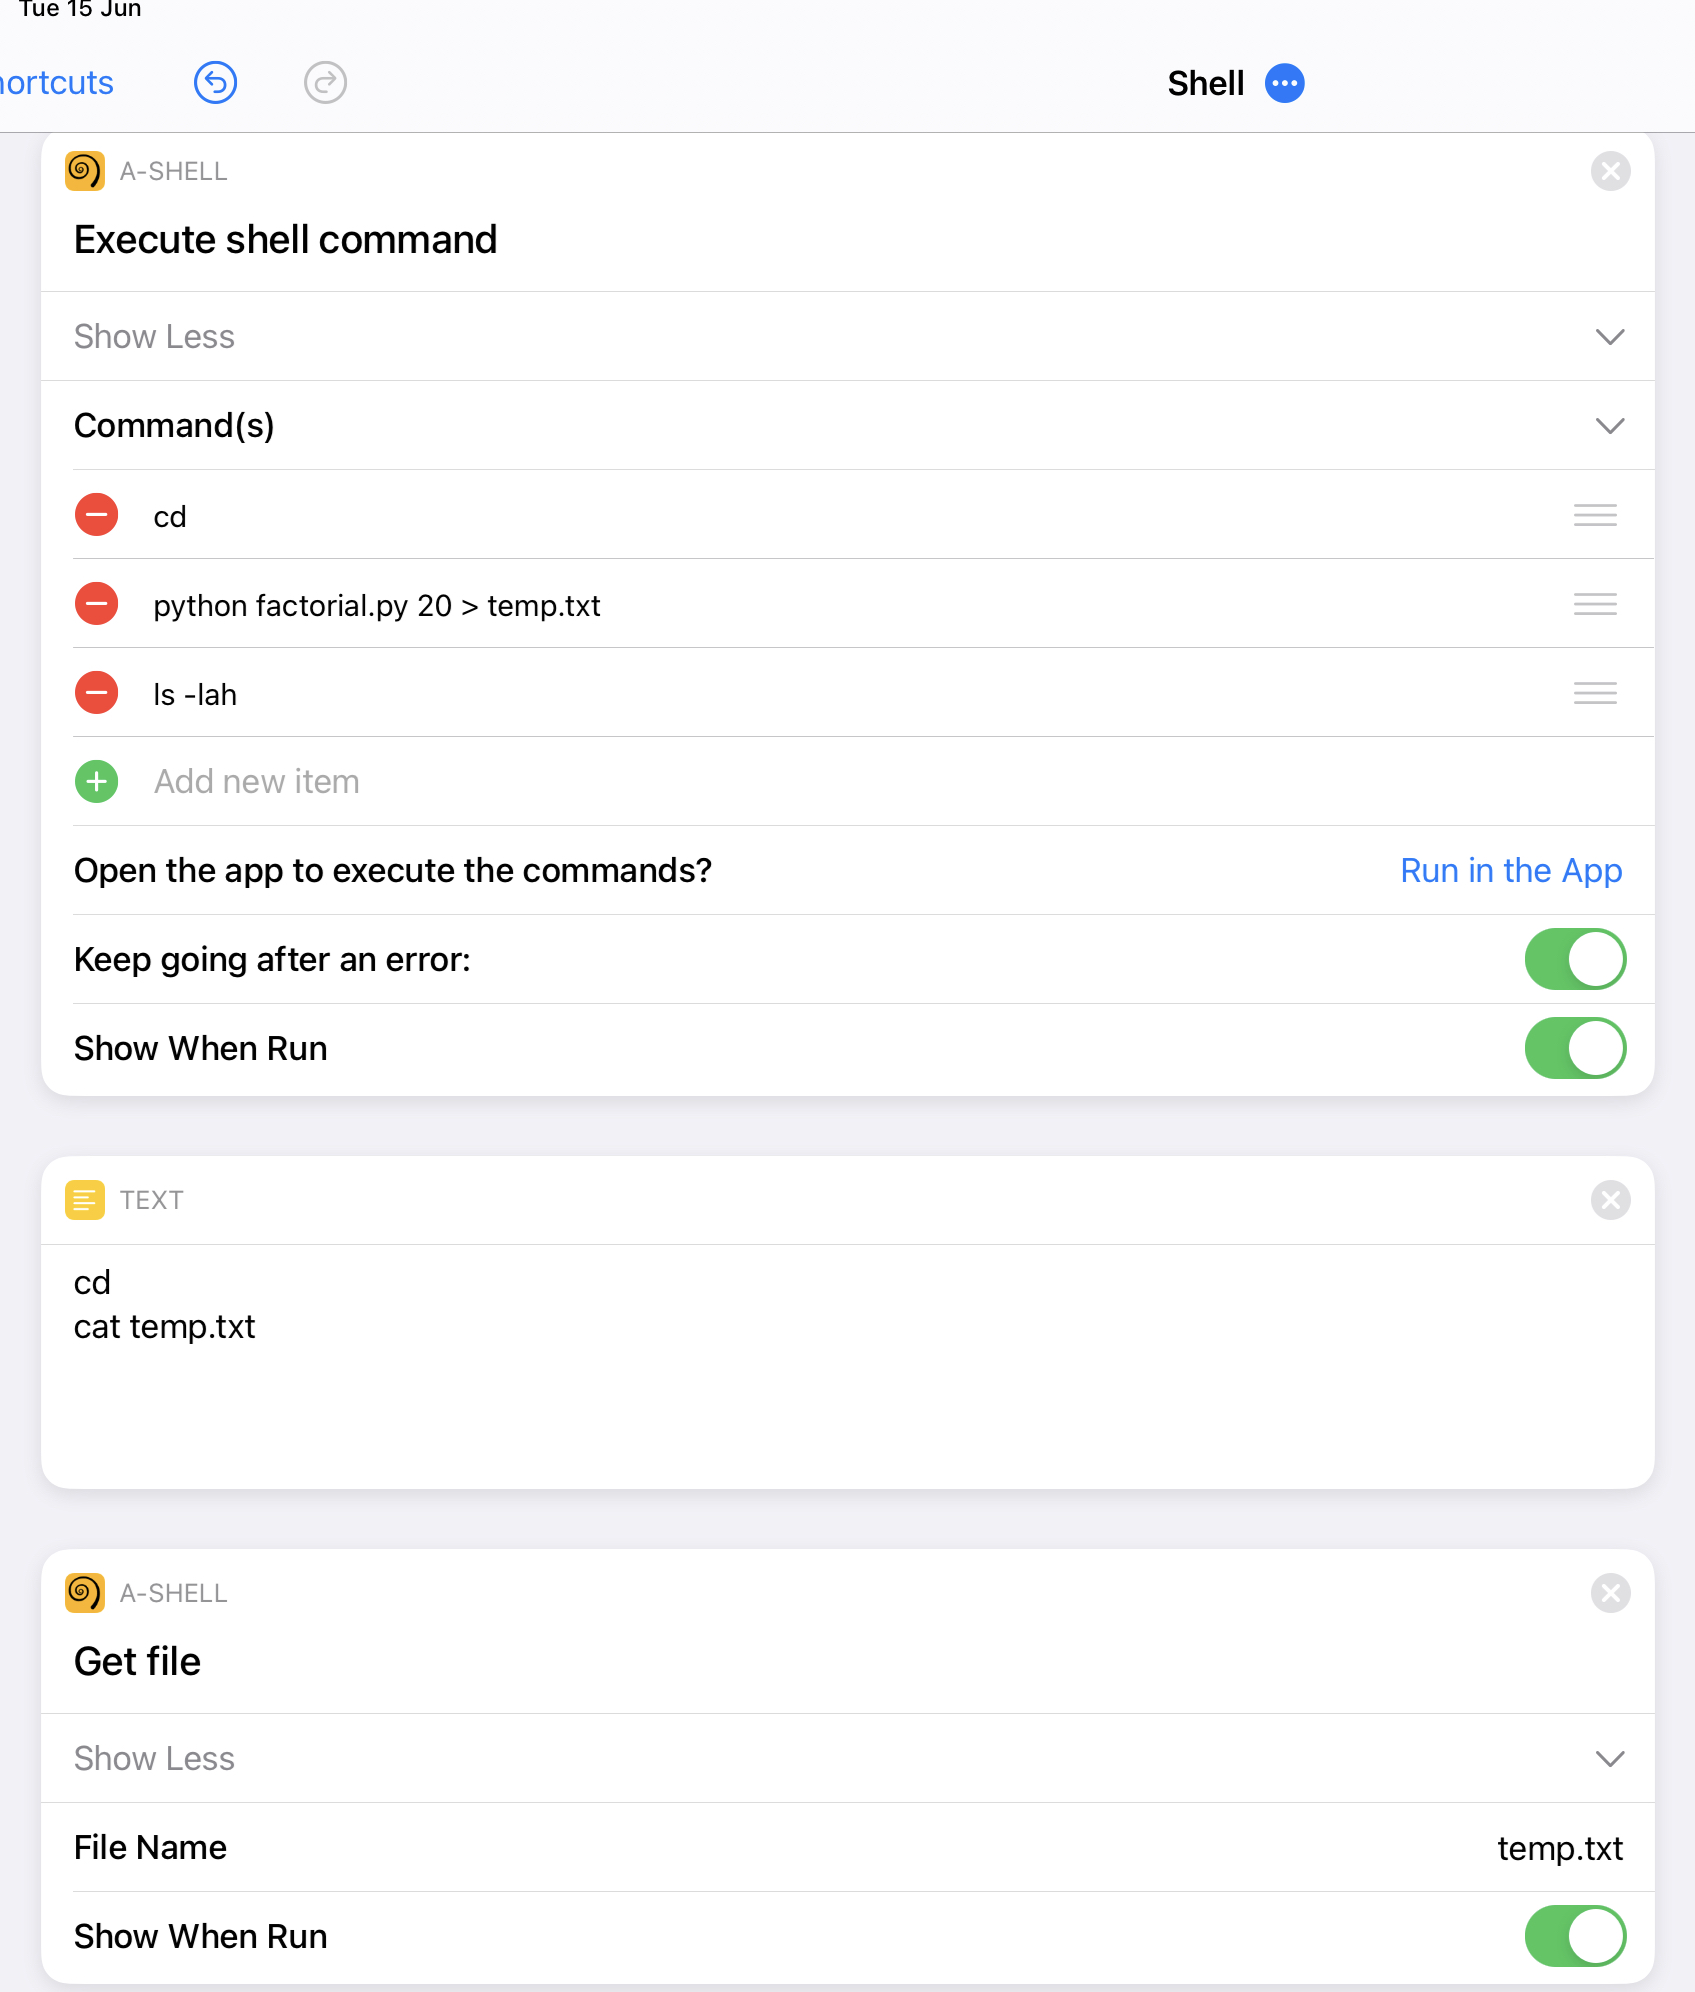 Tue 15 Jun
ortcuts
Shell
A-SHELL
Execute shell command
Show Less
Command(s)
cd
python factorial.py 20 > temp.txt
ls -lah
Add new item
Open the app to execute the commands? Run in the App
Keep going after an error:
Show When Run
TEXT
cd
cat temp.txt
A-SHELL
Get file
Show Less
File Name temp.txt
Show When Run